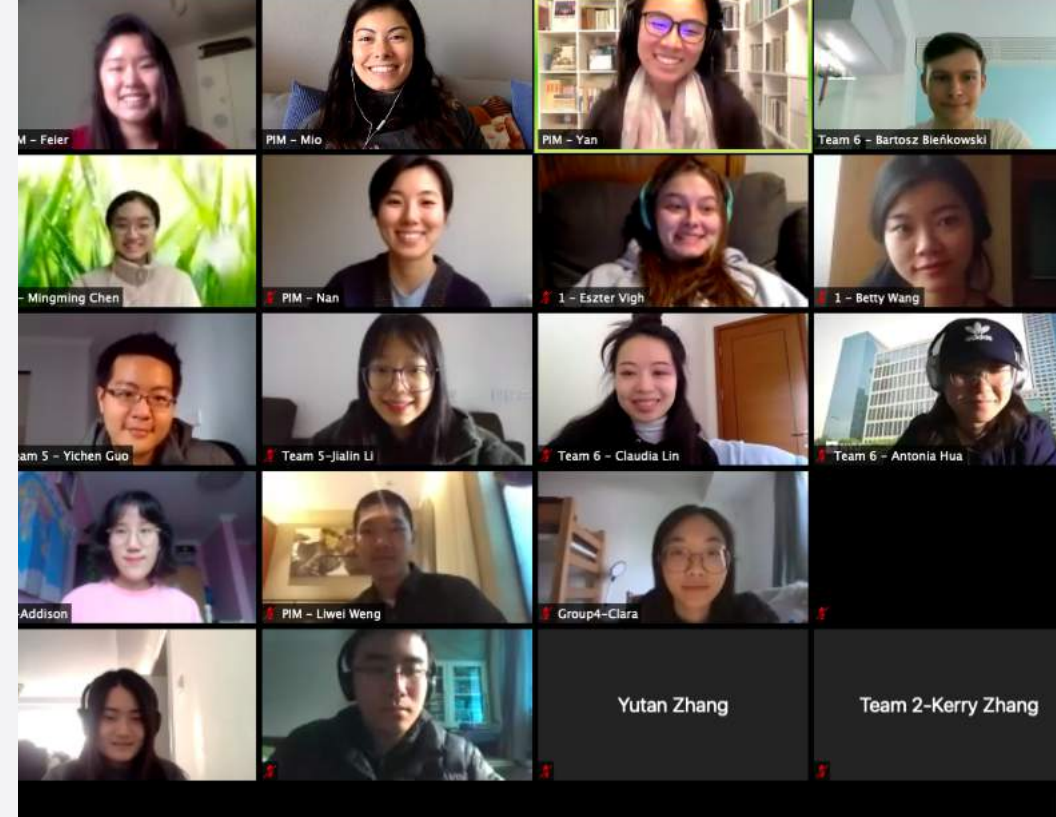 M – Feier
PIM – Mio
PIM – Yan
Team 6 – Bartosz Bieńkowski
– Mingming Chen
PIM – Nan
1 – Eszter Vigh
1 – Betty Wang
eam 5 – Yichen Guo
Team 5-Jialin Li
Team 6 – Claudia Lin
adidas
Team 6 – Antonia Hua
-Addison
PIM – Liwei Weng
Group4-Clara
Yutan Zhang
Team 2-Kerry Zhang